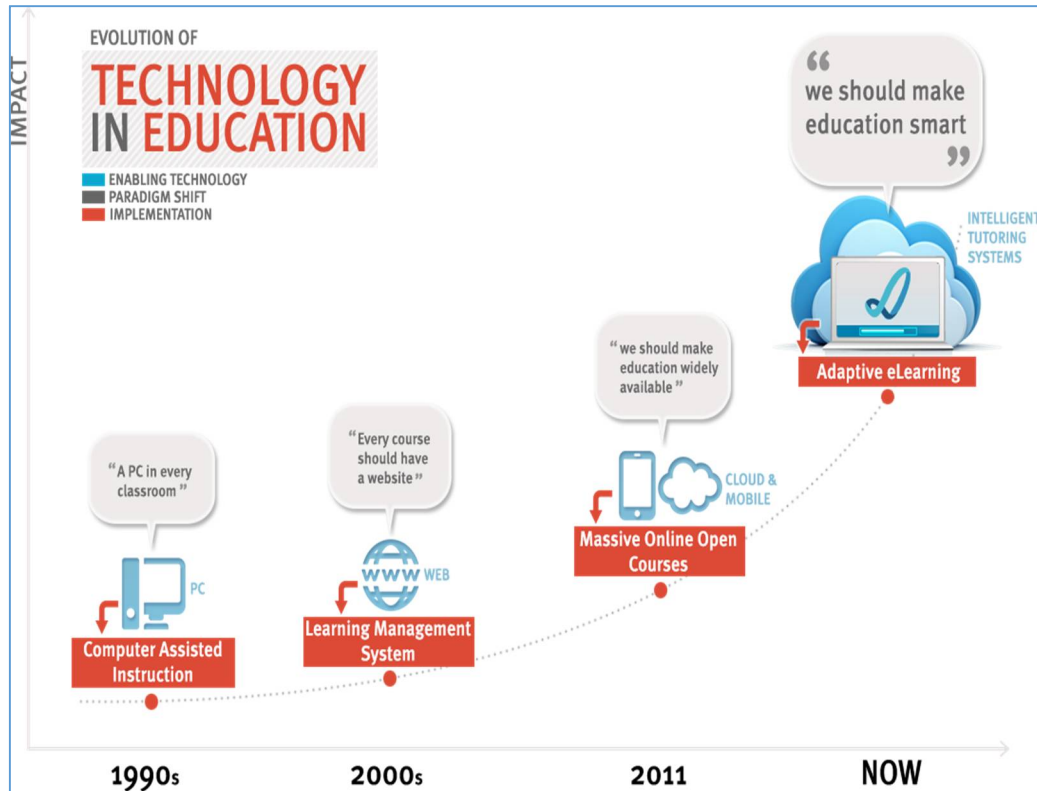 IMPACT
EVOLUTION OF
TECHNOLOGY
IN EDUCATION
ENABLING TECHNOLOGY
PARADIGM SHIFT
IMPLEMENTATION
“ A PC in every
classroom ”
PC
Computer Assisted
Instruction
“ Every course
should have
a website ”
www WEB
Learning Management
System
“ we should make
education widely
available ”
CLOUD &
MOBILE
Massive Online Open
Courses
“
we should make
education smart
”
INTELLIGENT
TUTORING
SYSTEMS
Adaptive eLearning
1990s
2000s
2011
NOW